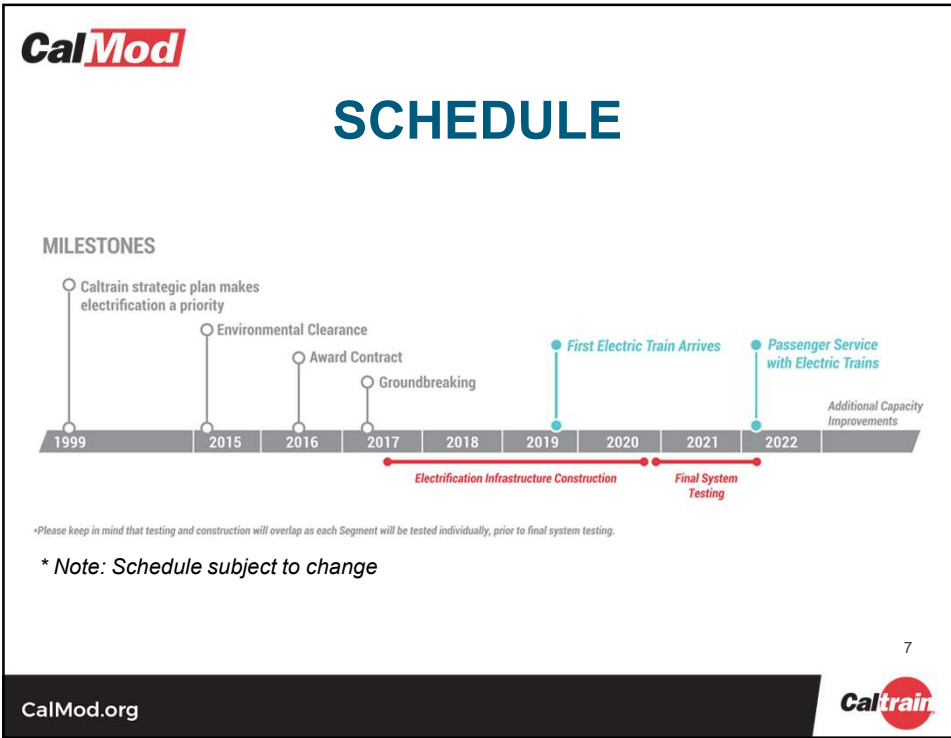 CalMod
SCHEDULE
MILESTONES
Caltrain strategic plan makes
electrification a priority
Environmental Clearance
Award Contract
Groundbreaking
First Electric Train Arrives
Passenger Service
with Electric Trains
Additional Capacity
Improvements
1999 2015 2016 2017 2018 2019 2020 2021 2022
Electrification Infrastructure Construction
Final System
Testing
•Please keep in mind that testing and construction will overlap as each Segment will be tested individually, prior to final system testing.
* Note: Schedule subject to change
7
CalMod.org
Caltrain